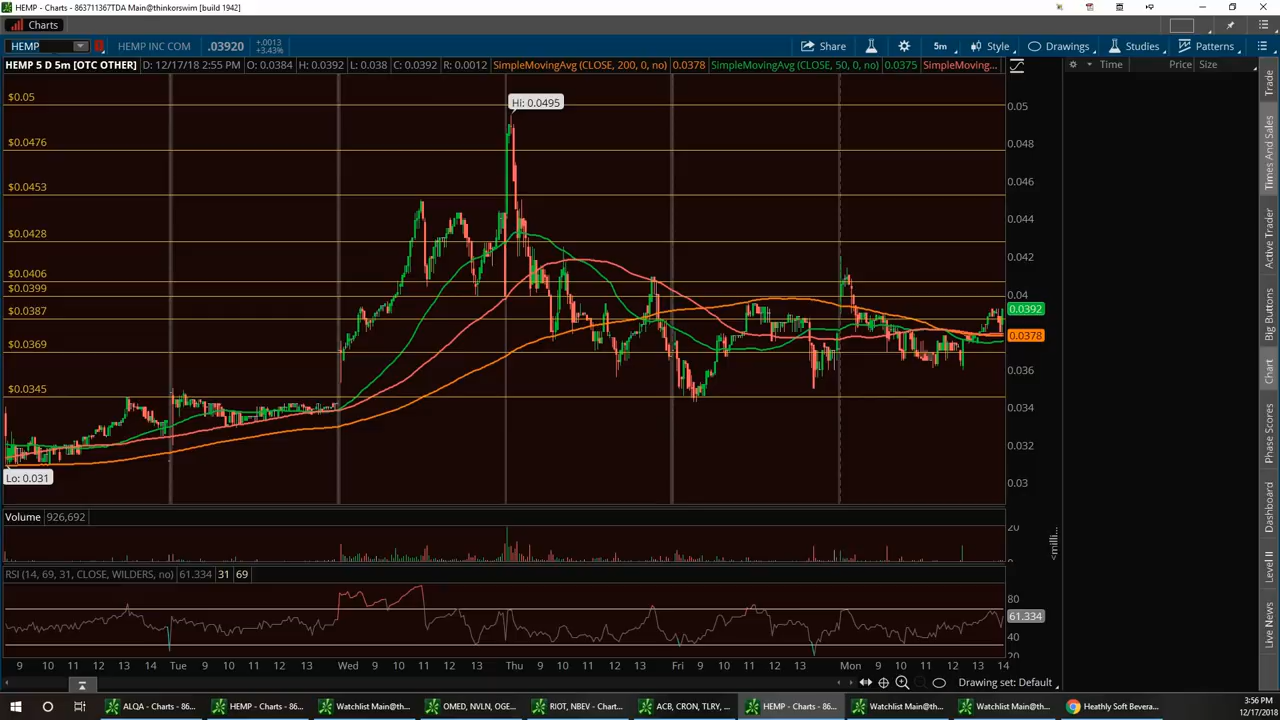 HEMP - Charts - 863711367TDA Main@thinkorswim [build 1942]
Charts
HEMP HEMP INC COM .03920 +.0013 +3.43% Share 5m Style Drawings Studies Patterns
HEMP 5 D 5m [OTC OTHER] D: 12/17/18 2:55 PM O: 0.0384 H: 0.0392 L: 0.038 C: 0.0392 R: 0.0012 SimpleMovingAvg (CLOSE, 200, 0, no) 0.0378 SimpleMovingAvg (CLOSE, 50, 0, no) 0.0375 SimpleMoving... Time Price Size
$0.05
Hi: 0.0495
0.05
$0.0476
0.048
$0.0453
0.046
0.044
$0.0428
0.042
$0.0406
$0.0399
0.04
$0.0387
0.0392
0.0378
$0.0369
0.036
$0.0345
0.034
0.032
Lo: 0.031
0.03
Volume 926,692
20
0
<milli...
RSI (14, 69, 31, CLOSE, WILDERS, no) 61.334 31 69
80
61.334
40
20
9 10 11 12 13 14 Tue 9 10 11 12 13 Wed 9 10 11 12 13 Thu 9 10 11 12 13 Fri 9 10 11 12 13 Mon 9 10 11 12 13 14
Drawing set: Default
Trade
Times And Sales
Active Trader
Big Buttons
Chart
Phase Scores
Dashboard
Level II
Live News
ALQA - Charts - 86... HEMP - Charts - 86... Watchlist Main@th... OMED, NVLN, OGE... RIOT, NBEV - Chart... ACB, CRON, TLRY, ... HEMP - Charts - 86... Watchlist Main@th... Watchlist Main@th... Heathly Soft Bevera...
3:56 PM
12/17/2018